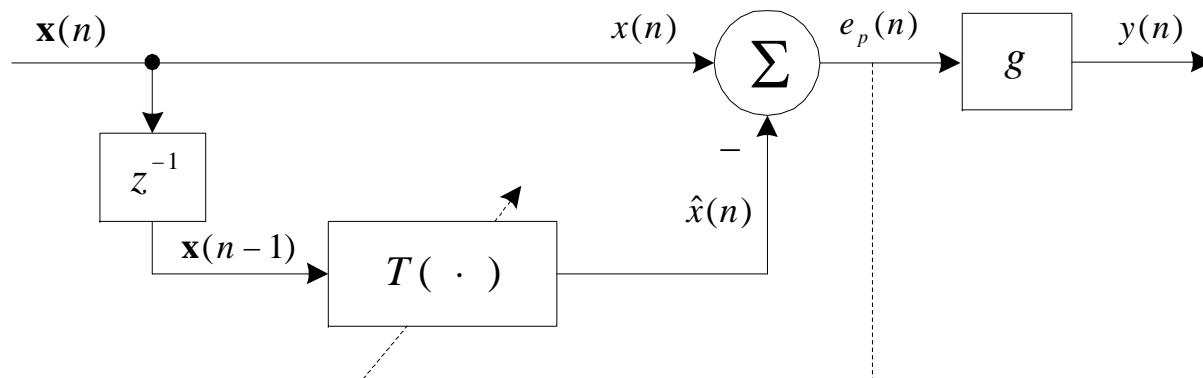 x(n)
x(n)
e_p(n)
y(n)
Σ
g
−
z^{-1}
x̂(n)
x(n − 1)
T( · )